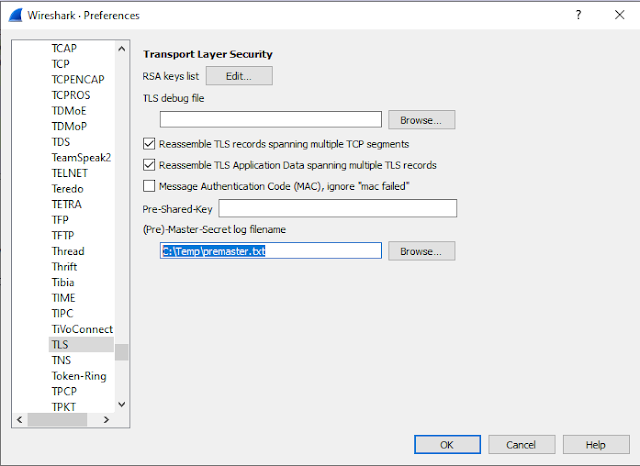 Wireshark · Preferences
TCAP
TCP
TCPENCAP
TCPROS
TDMoE
TDMoP
TDS
TeamSpeak2
TELNET
Teredo
TETRA
TFP
TFTP
Thread
Thrift
Tibia
TIME
TIPC
TiVoConnect
TLS
TNS
Token-Ring
TPCP
TPKT
Transport Layer Security
RSA keys list Edit...
TLS debug file
Browse...
Reassemble TLS records spanning multiple TCP segments
Reassemble TLS Application Data spanning multiple TLS records
Message Authentication Code (MAC), ignore "mac failed"
Pre-Shared-Key
(Pre)-Master-Secret log filename
C:\Temp\premaster.txt Browse...
OK Cancel Help